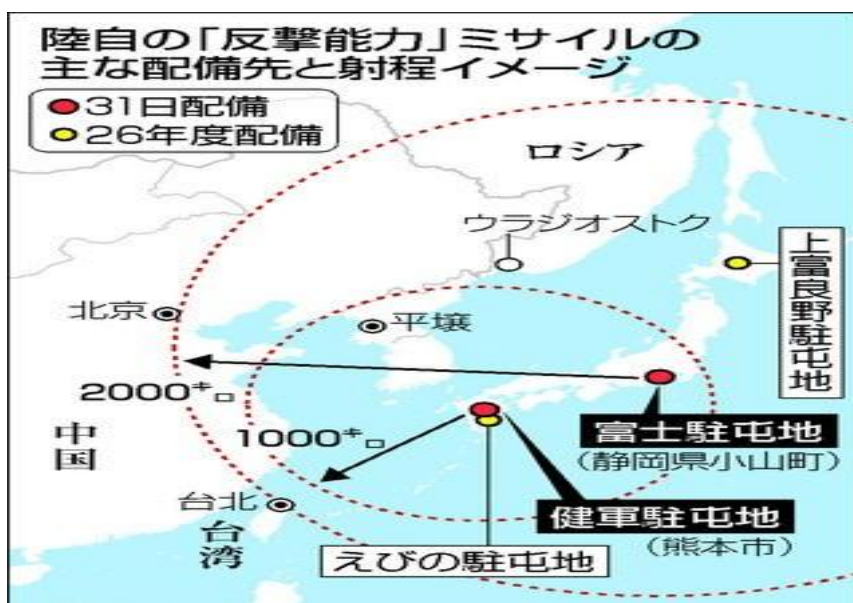 陸自の「反撃能力」ミサイルの
主な配備先と射程イメージ
31日配備
26年度配備
ロシア
ウラジオストク
上富良野駐屯地
北京
平壌
2000㌔
1000㌔
中国
富士駐屯地
(静岡県小山町)
台北
台湾
健軍駐屯地
(熊本市)
えびの駐屯地